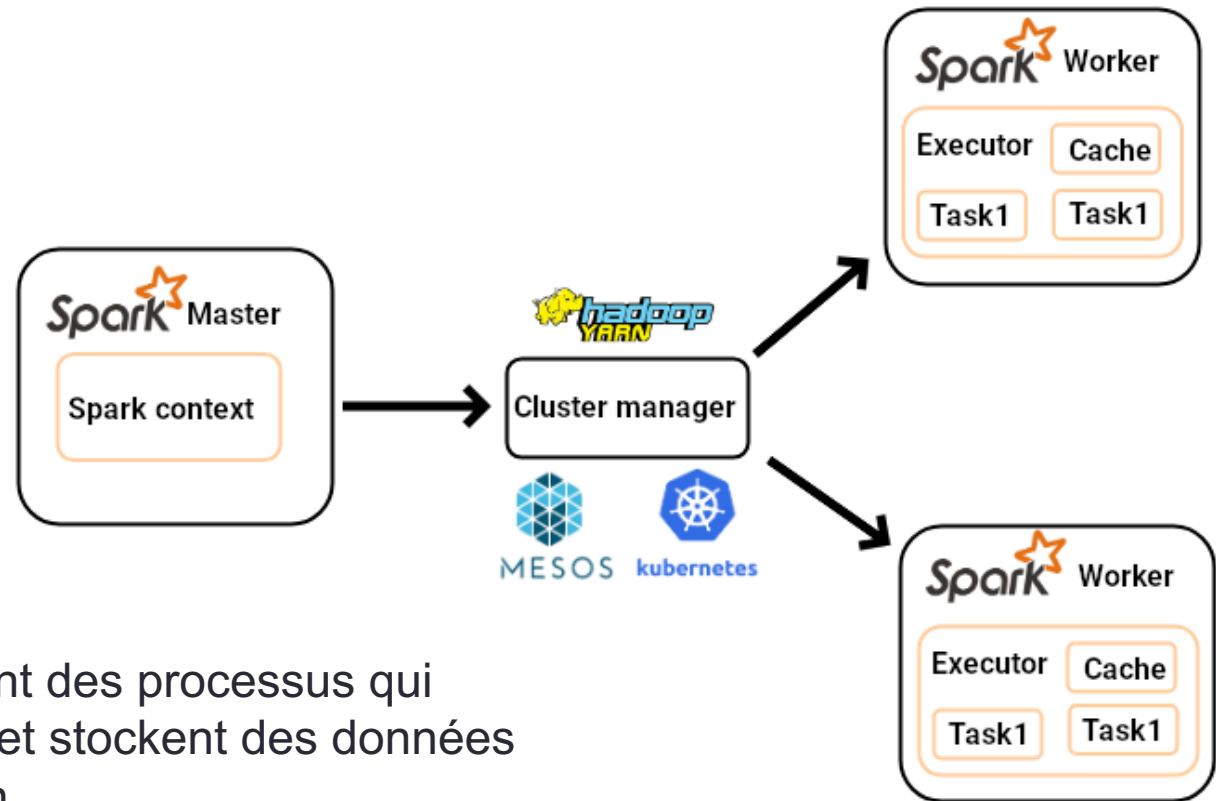 Spark Worker
Executor
Cache
Task1
Task1
Spark Master
Spark context
hadoop
YARN
Cluster manager
MESOS
kubernetes
Spark Worker
Executor
Cache
Task1
Task1
nt des processus qui
et stockent des données